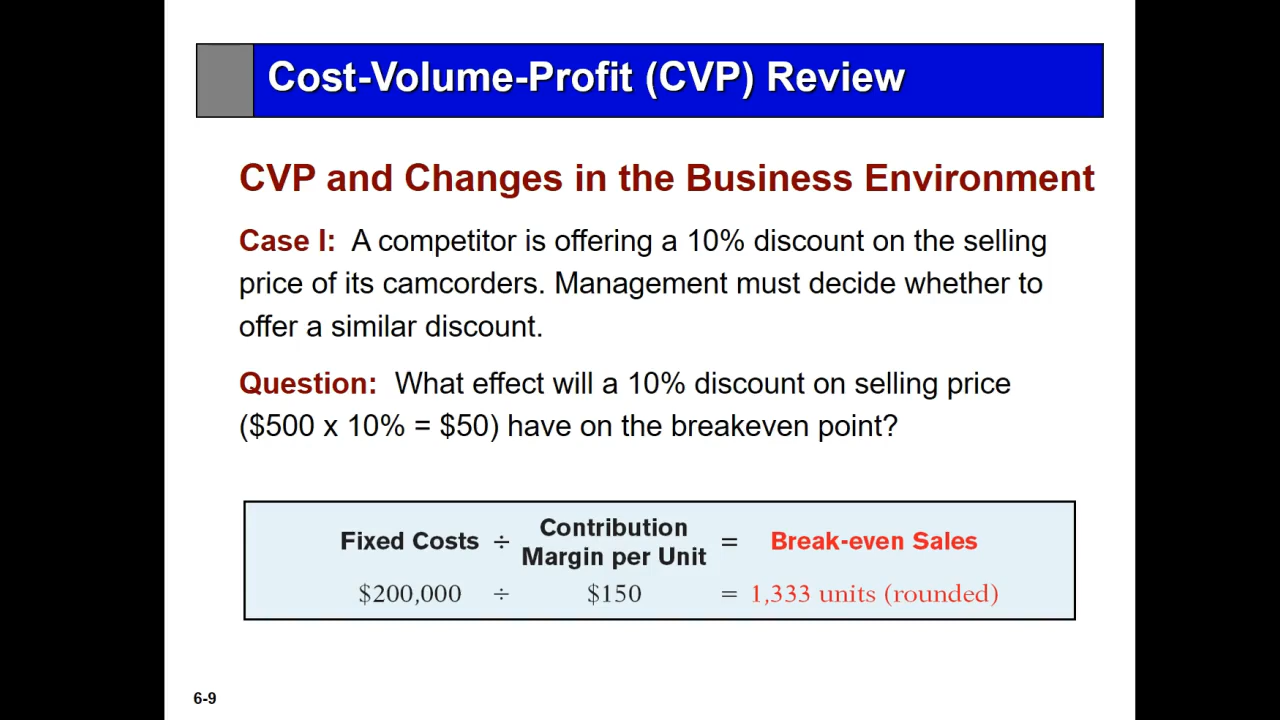 Cost-Volume-Profit (CVP) Review
CVP and Changes in the Business Environment
Case I: A competitor is offering a 10% discount on the selling
price of its camcorders. Management must decide whether to
offer a similar discount.
Question: What effect will a 10% discount on selling price
($500 x 10% = $50) have on the breakeven point?
Fixed Costs ÷ Contribution Margin per Unit = Break-even Sales
$200,000 ÷ $150 = 1,333 units (rounded)
6-9